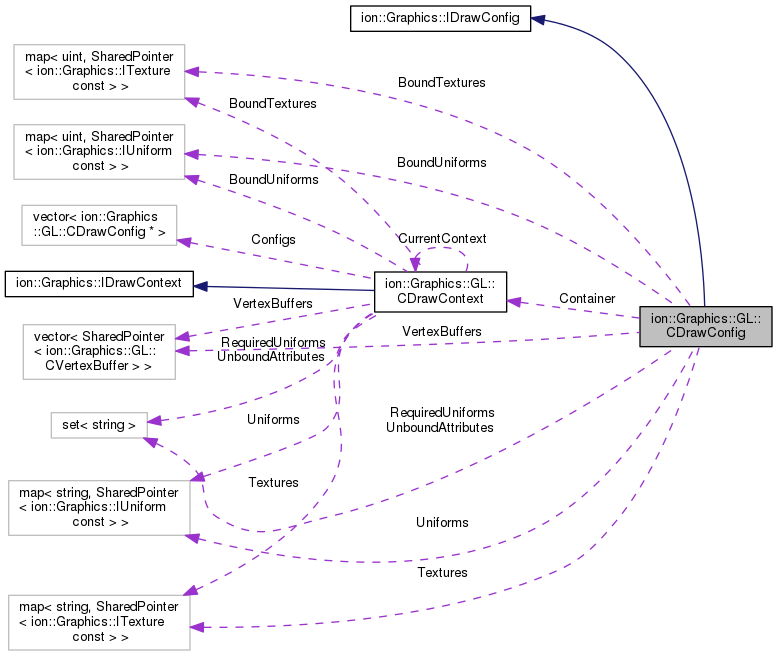 ion::Graphics::IDrawConfig
map< uint, SharedPointer
< ion::Graphics::ITexture
const > >
BoundTextures
BoundTextures
map< uint, SharedPointer
< ion::Graphics::IUniform
const > >
BoundUniforms
BoundUniforms
vector< ion::Graphics
::GL::CDrawConfig * >
Configs
CurrentContext
ion::Graphics::IDrawContext
ion::Graphics::GL::
CDrawContext
Container
ion::Graphics::GL::
CDrawConfig
VertexBuffers
VertexBuffers
vector< SharedPointer
< ion::Graphics::GL::
CVertexBuffer > >
RequiredUniforms
UnboundAttributes
set< string >
Uniforms
RequiredUniforms
UnboundAttributes
Textures
map< string, SharedPointer
< ion::Graphics::IUniform
const > >
Uniforms
Textures
map< string, SharedPointer
< ion::Graphics::ITexture
const > >